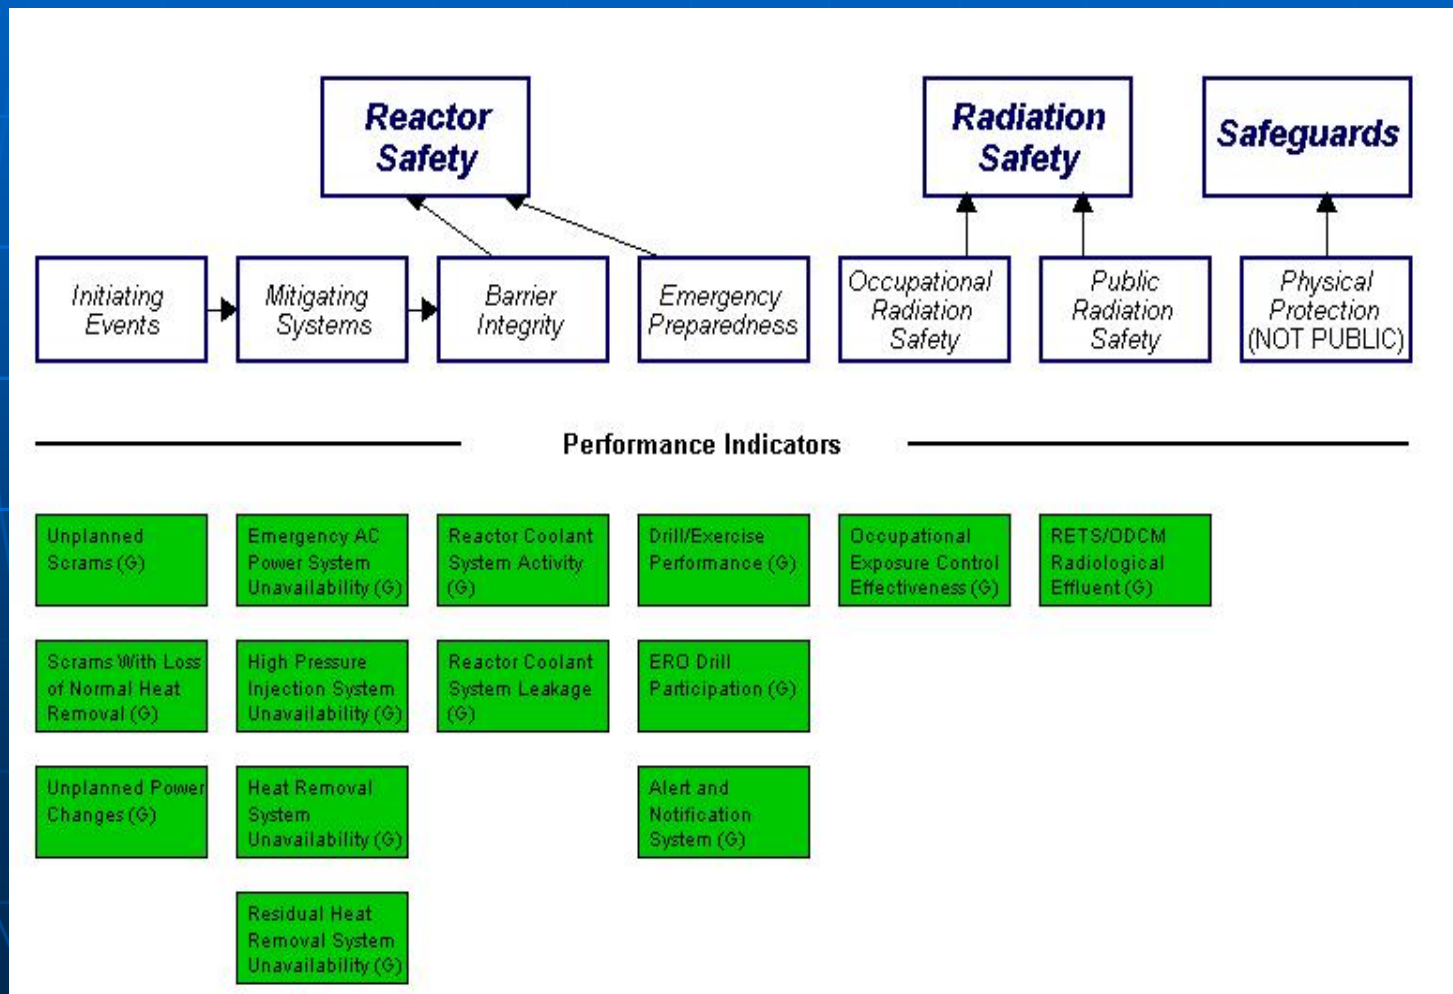 Reactor
Safety
Radiation
Safety
Safeguards
Initiating
Events
Mitigating
Systems
Barrier
Integrity
Emergency
Preparedness
Occupational
Radiation
Safety
Public
Radiation
Safety
Physical
Protection
(NOT PUBLIC)
Performance Indicators
Unplanned
Scrams (G)
Emergency AC
Power System
Unavailability (G)
Reactor Coolant
System Activity
(G)
Drill/Exercise
Performance (G)
Occupational
Exposure Control
Effectiveness (G)
RETS/ODCM
Radiological
Effluent (G)
Scrams With Loss
of Normal Heat
Removal (G)
High Pressure
Injection System
Unavailability (G)
Reactor Coolant
System Leakage
(G)
ERO Drill
Participation (G)
Unplanned Power
Changes (G)
Heat Removal
System
Unavailability (G)
Alert and
Notification
System (G)
Residual Heat
Removal System
Unavailability (G)